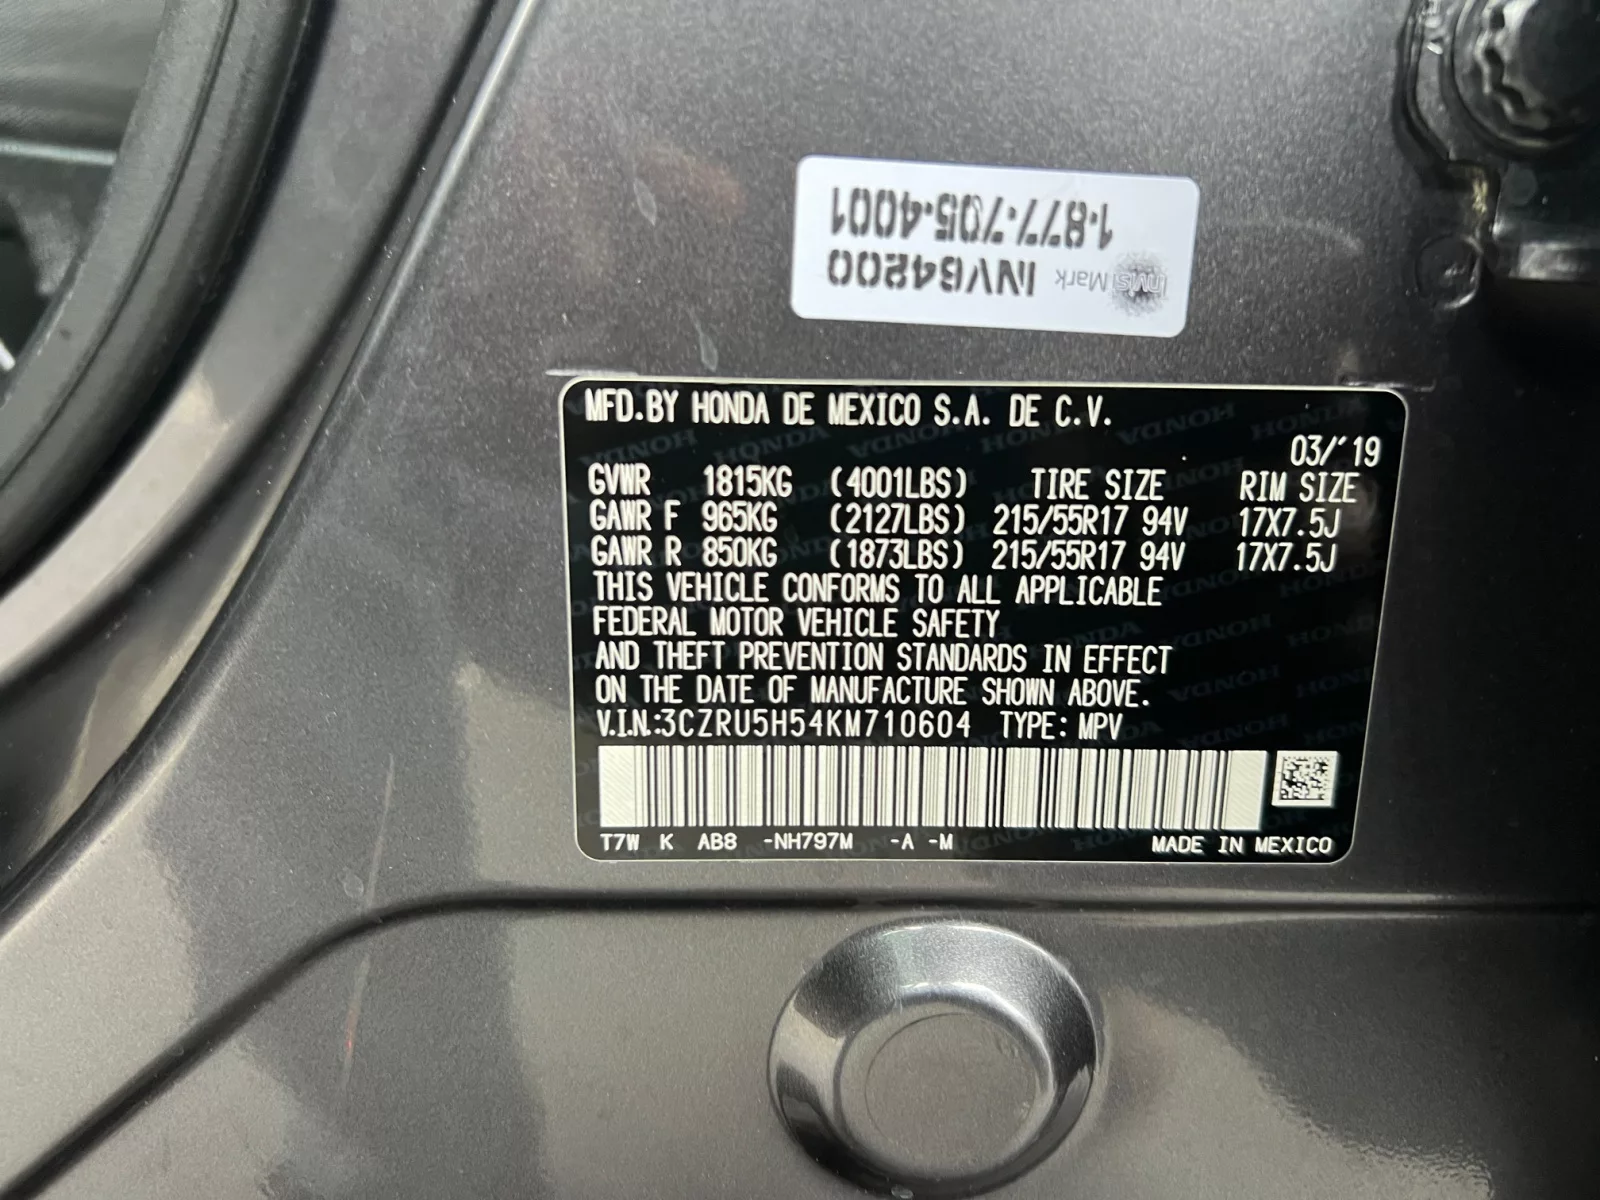 1·877·705·4001
InVisiMark INV64200
MFD.BY HONDA DE MEXICO S.A. DE C.V.
03/'19
GVWR 1815KG (4001LBS) TIRE SIZE RIM SIZE
GAWR F 965KG (2127LBS) 215/55R17 94V 17X7.5J
GAWR R 850KG (1873LBS) 215/55R17 94V 17X7.5J
THIS VEHICLE CONFORMS TO ALL APPLICABLE
FEDERAL MOTOR VEHICLE SAFETY
AND THEFT PREVENTION STANDARDS IN EFFECT
ON THE DATE OF MANUFACTURE SHOWN ABOVE.
V.I.N.:3CZRU5H54KM710604 TYPE: MPV
T7W K AB8 -NH797M -A -M MADE IN MEXICO